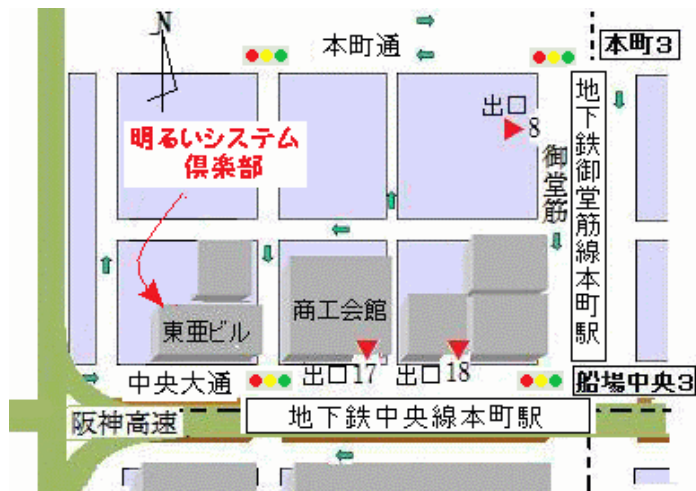 N
本町通
本町3
出口
8
明るいシステム
倶楽部
御堂筋
地下鉄御堂筋線本町駅
商工会館
東亜ビル
中央大通
出口17
出口18
船場中央3
阪神高速
地下鉄中央線本町駅